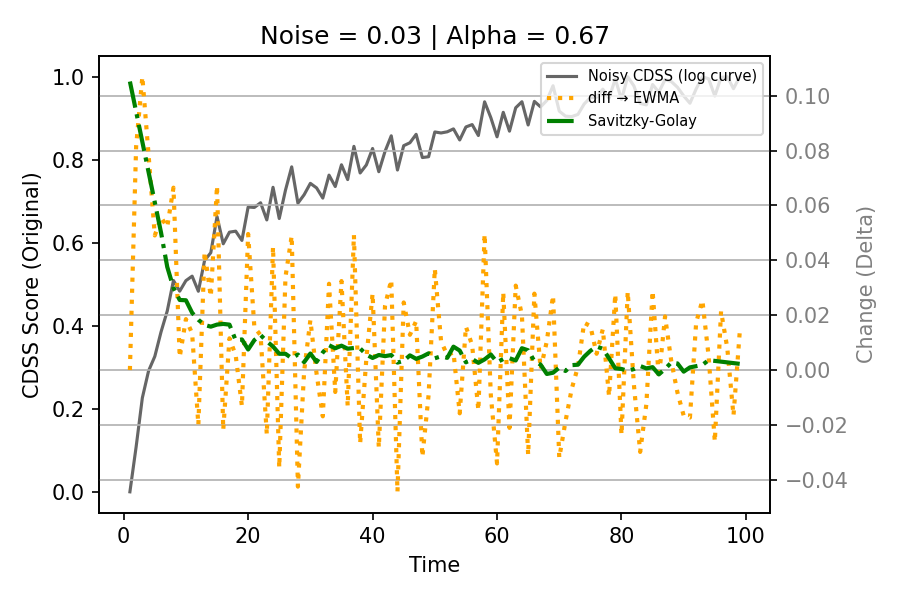 Noise = 0.03 | Alpha = 0.67
Noisy CDSS (log curve)
diff → EWMA
Savitzky-Golay
CDSS Score (Original)
1.0
0.8
0.6
0.4
0.2
0.0
0.10
0.08
0.06
0.04
0.02
0.00
−0.02
−0.04
Change (Delta)
0 20 40 60 80 100
Time